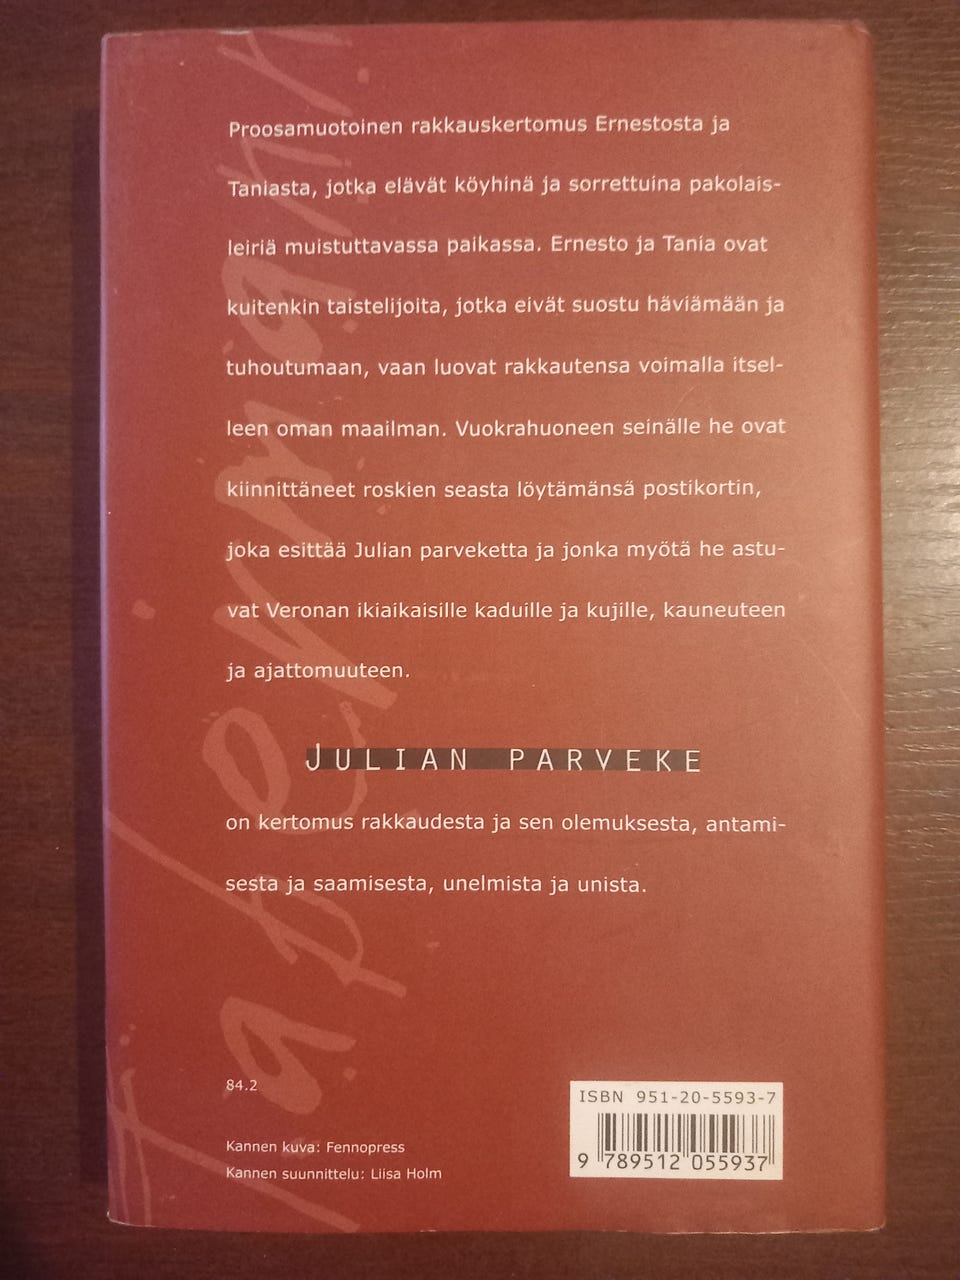 Proosamuotoinen rakkauskertomus Ernestosta ja
Taniasta, jotka elävät köyhinä ja sorrettuina pakolais-
leiriä muistuttavassa paikassa. Ernesto ja Tania ovat
kuitenkin taistelijoita, jotka eivät suostu häviämään ja
tuhoutumaan, vaan luovat rakkautensa voimalla itsel-
leen oman maailman. Vuokrahuoneen seinälle he ovat
kiinnittäneet roskien seasta löytämänsä postikortin,
joka esittää Julian parveketta ja jonka myötä he astu-
vat Veronan ikiaikaisille kaduille ja kujille, kauneuteen
ja ajattomuuteen.
JULIAN PARVEKE
on kertomus rakkaudesta ja sen olemuksesta, antami-
sesta ja saamisesta, unelmista ja unista.
84.2
Kannen kuva: Fennopress
Kannen suunnittelu: Liisa Holm
ISBN 951-20-5593-7
9 789512 055937